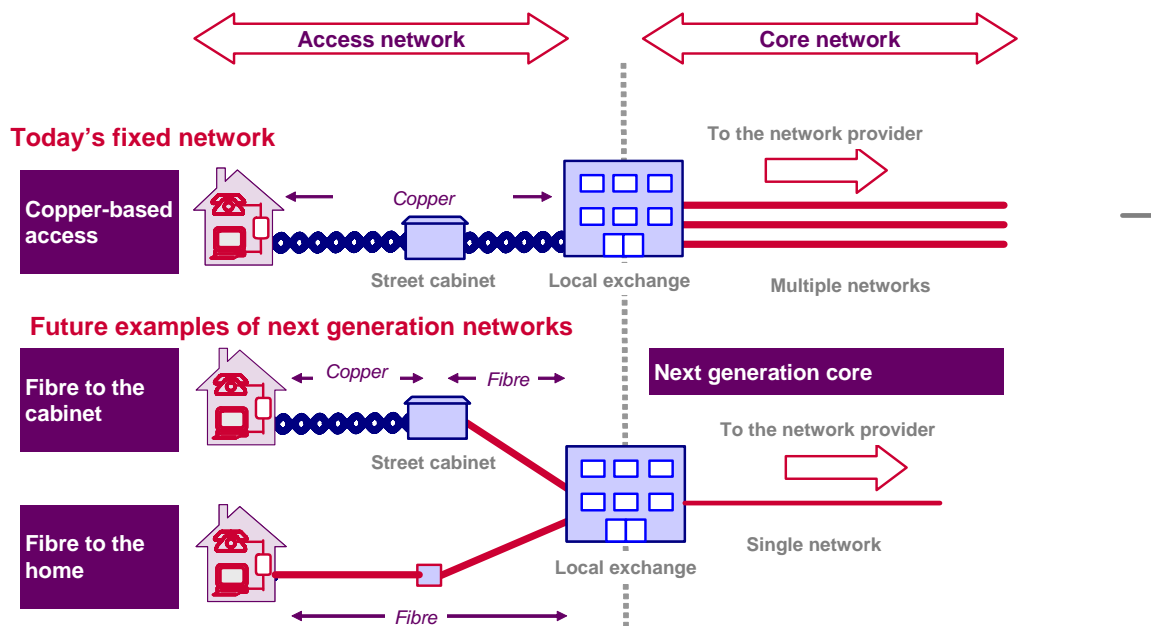 Access network
Core network
Today's fixed network
To the network provider
Copper-based
access
Copper
Street cabinet
Local exchange
Multiple networks
Future examples of next generation networks
Fibre to the
cabinet
Copper
Fibre
Next generation core
Street cabinet
To the network provider
Fibre to the
home
Single network
Local exchange
Fibre